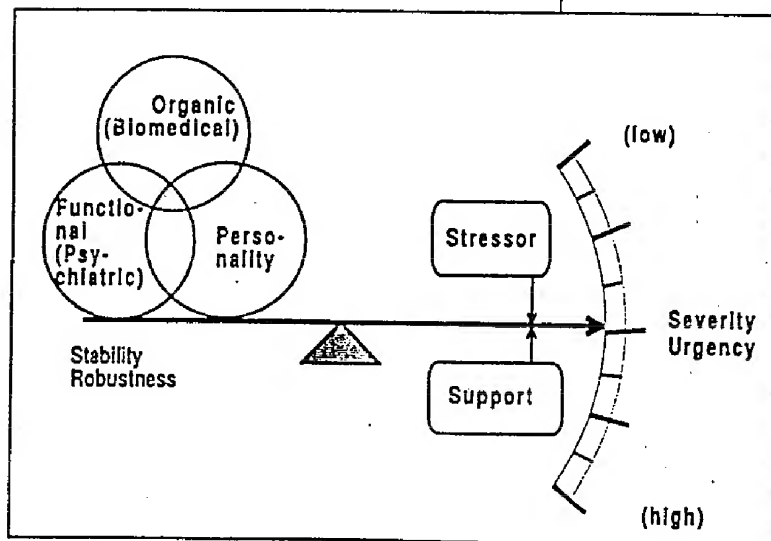 Organic
(Biomedical)
Functio-
nal
(Psy-
chiatric)
Perso-
nality
Stability
Robustness
Stressor
Support
(low)
Severity
Urgency
(high)